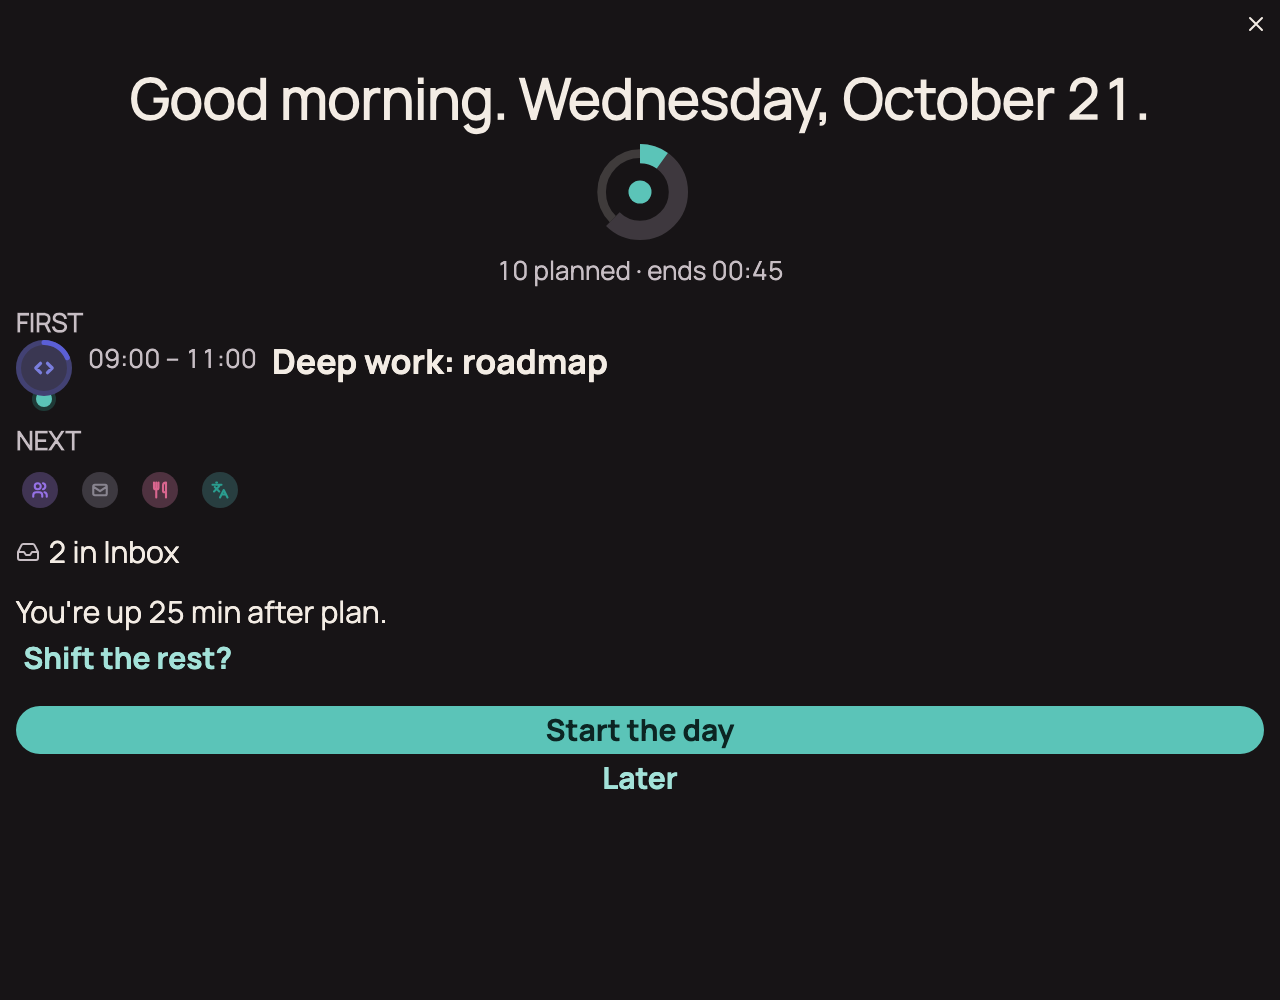 Good morning. Wednesday, October 21.
10 planned · ends 00:45
FIRST
09:00 – 11:00 Deep work: roadmap
NEXT
2 in Inbox
You're up 25 min after plan.
Shift the rest?
Start the day
Later